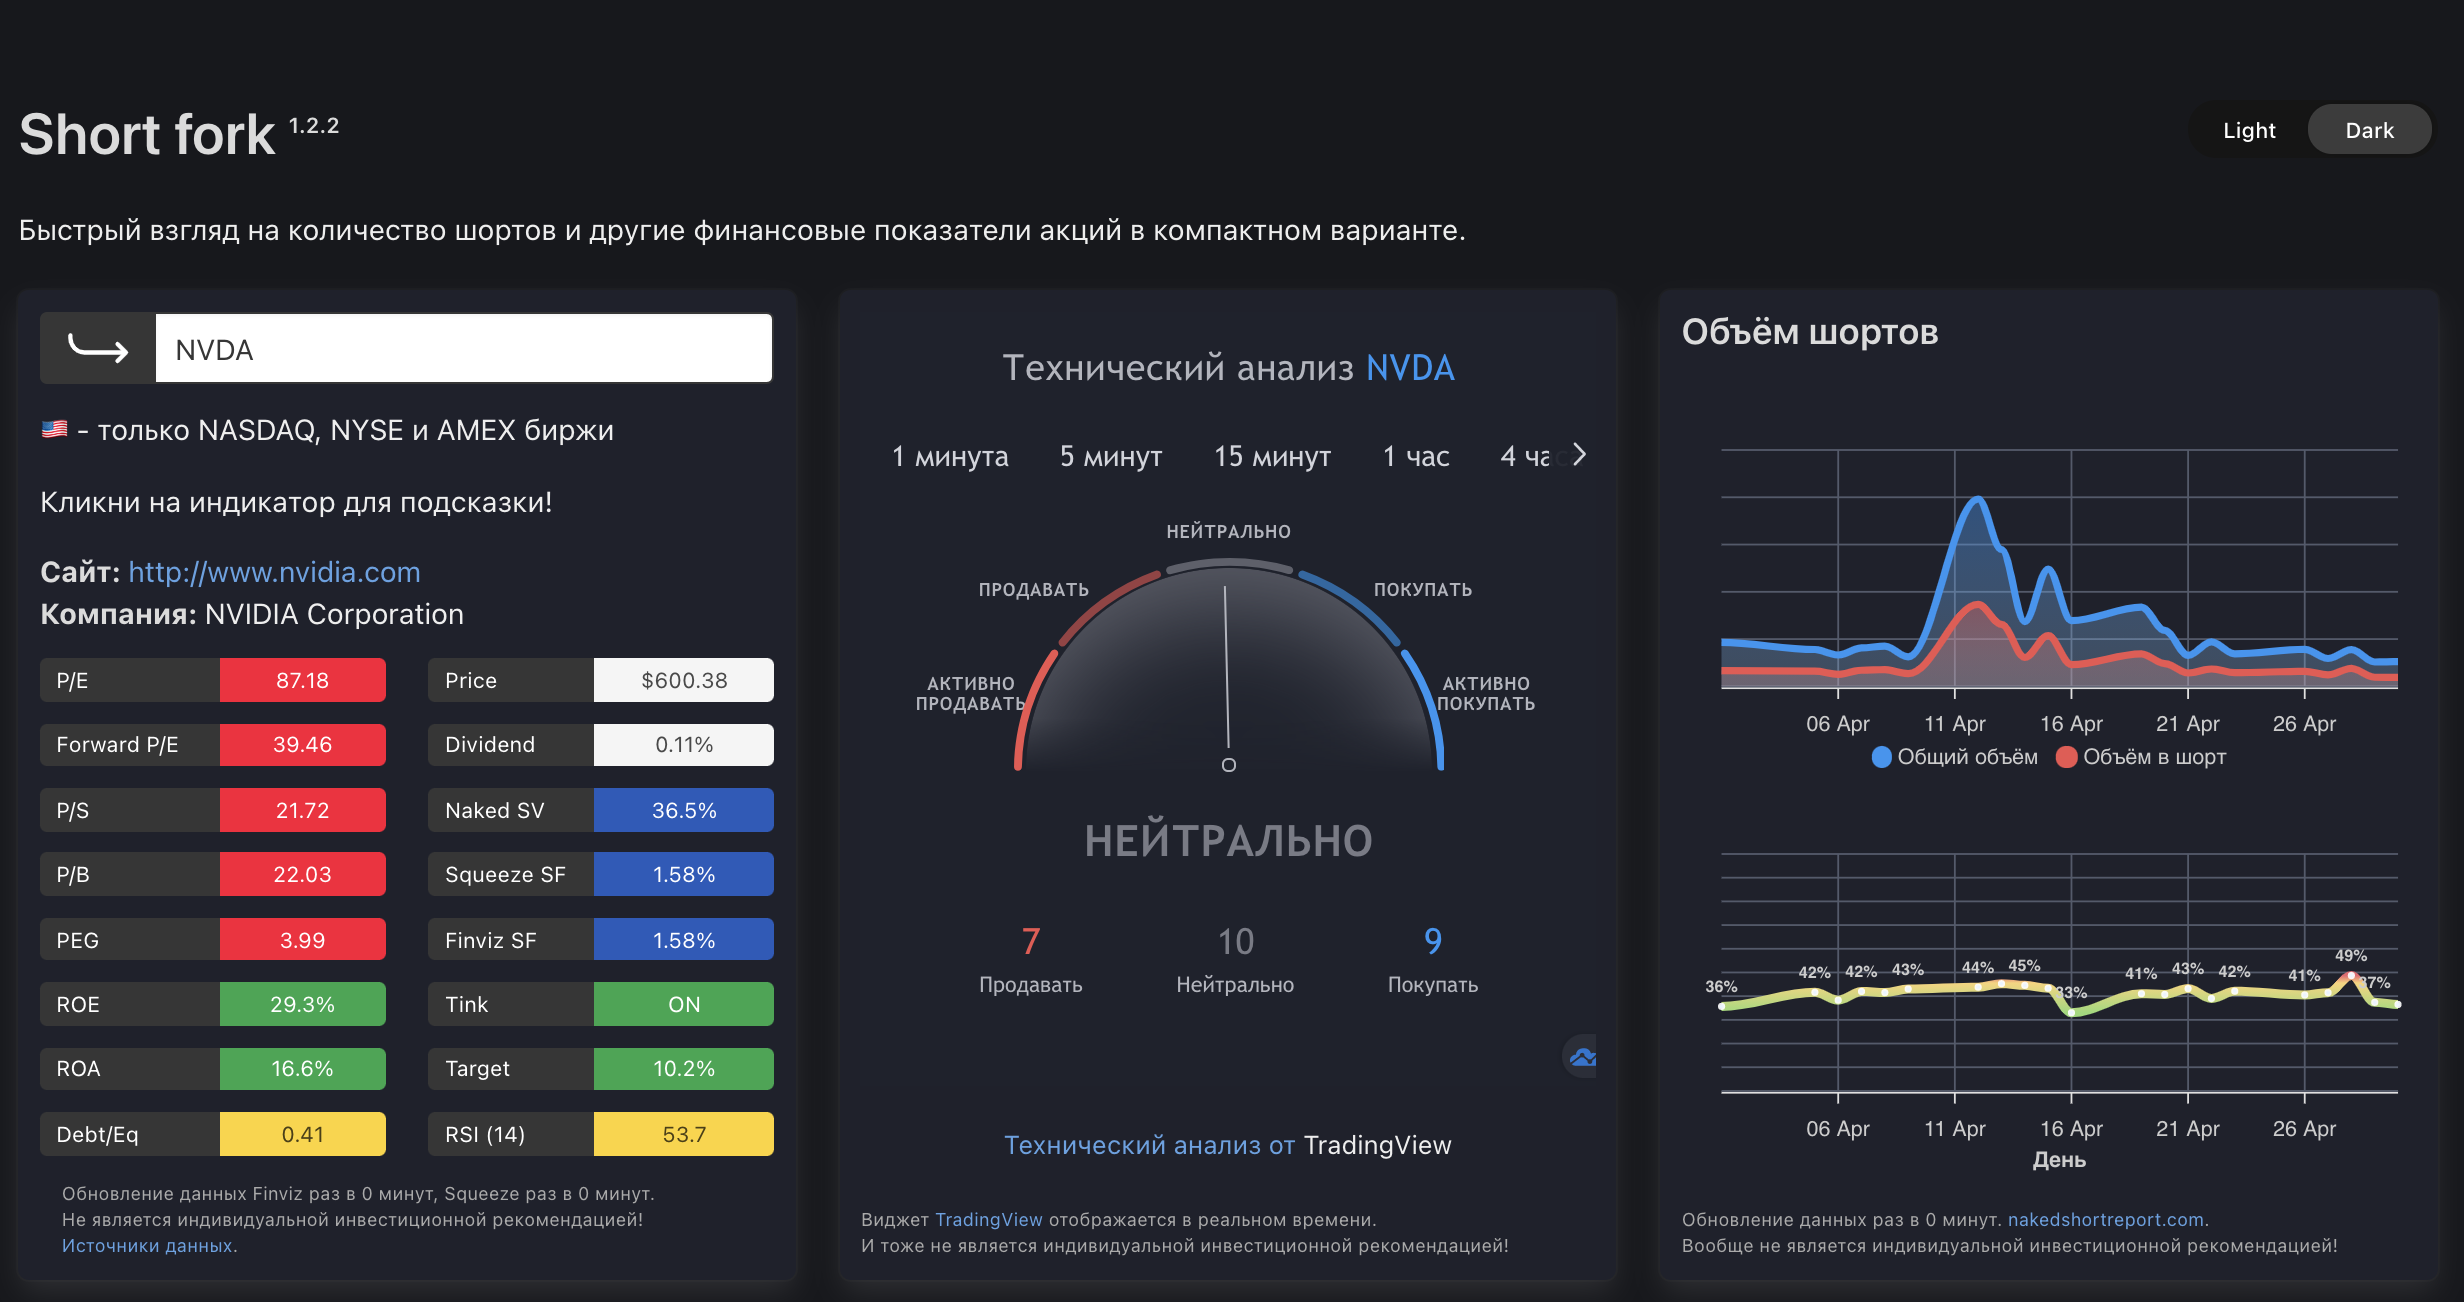 Short fork 1.2.2
Light
Dark
Быстрый взгляд на количество шортов и другие финансовые показатели акций в компактном варианте.
NVDA
- только NASDAQ, NYSE и AMEX биржи
Кликни на индикатор для подсказки!
Сайт: http://www.nvidia.com
Компания: NVIDIA Corporation
P/E 87.18
Price $600.38
Forward P/E 39.46
Dividend 0.11%
P/S 21.72
Naked SV 36.5%
P/B 22.03
Squeeze SF 1.58%
PEG 3.99
Finviz SF 1.58%
ROE 29.3%
Tink ON
ROA 16.6%
Target 10.2%
Debt/Eq 0.41
RSI (14) 53.7
Обновление данных Finviz раз в 0 минут, Squeeze раз в 0 минут.
Не является индивидуальной инвестиционной рекомендацией!
Источники данных.
Технический анализ NVDA
1 минута 5 минут 15 минут 1 час 4 час
НЕЙТРАЛЬНО
ПРОДАВАТЬ
ПОКУПАТЬ
АКТИВНО
ПРОДАВАТЬ
АКТИВНО
ПОКУПАТЬ
НЕЙТРАЛЬНО
7 10 9
Продавать Нейтрально Покупать
Технический анализ от TradingView
Виджет TradingView отображается в реальном времени.
И тоже не является индивидуальной инвестиционной рекомендацией!
Объём шортов
06 Apr 11 Apr 16 Apr 21 Apr 26 Apr
Общий объём Объём в шорт
36% 42% 42% 43% 44% 45% 33% 41% 43% 42% 41% 49% 37%
06 Apr 11 Apr 16 Apr 21 Apr 26 Apr
День
Обновление данных раз в 0 минут. nakedshortreport.com.
Вообще не является индивидуальной инвестиционной рекомендацией!